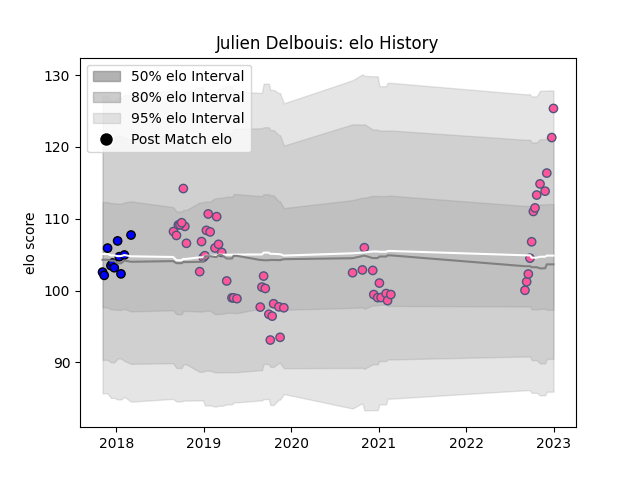 Julien Delbouis: elo History
50% elo Interval
80% elo Interval
95% elo Interval
Post Match elo
elo score
130
120
110
100
90
2018 2019 2020 2021 2022 2023